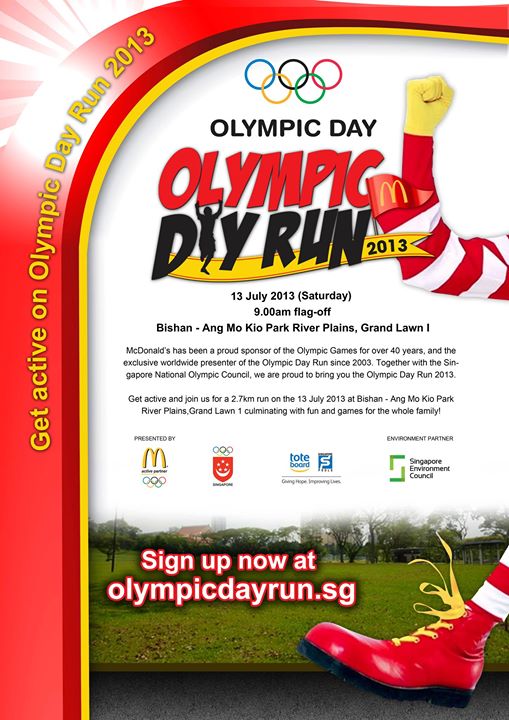 Get active on Olympic Day Run 2013
OLYMPIC DAY
OLYMPIC
DAY RUN
2013
13 July 2013 (Saturday)
9.00am flag-off
Bishan - Ang Mo Kio Park River Plains, Grand Lawn I
McDonald's has been a proud sponsor of the Olympic Games for over 40 years, and the
exclusive worldwide presenter of the Olympic Day Run since 2003. Together with the Sin-
gapore National Olympic Council, we are proud to bring you the Olympic Day Run 2013.
Get active and join us for a 2.7km run on the 13 July 2013 at Bishan - Ang Mo Kio Park
River Plains,Grand Lawn 1 culminating with fun and games for the whole family!
PRESENTED BY
ENVIRONMENT PARTNER
active partner
SINGAPORE
tote
board
Giving Hope. Improving Lives.
Singapore
Environment
Council
Sign up now at
olympicdayrun.sg